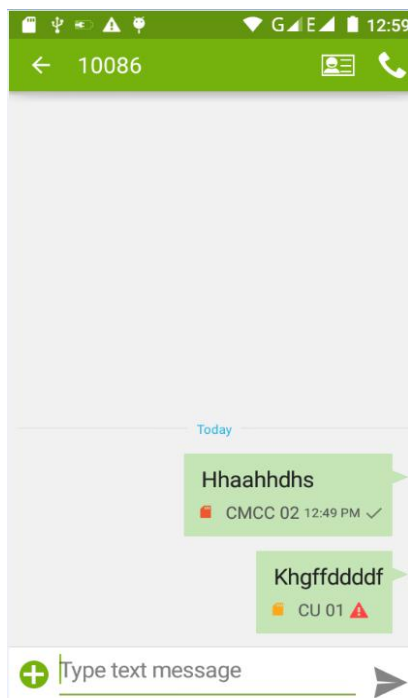 G E 12:59
10086
Today
Hhaahhdhs
CMCC 02 12:49 PM
Khgffddddf
CU 01
Type text message